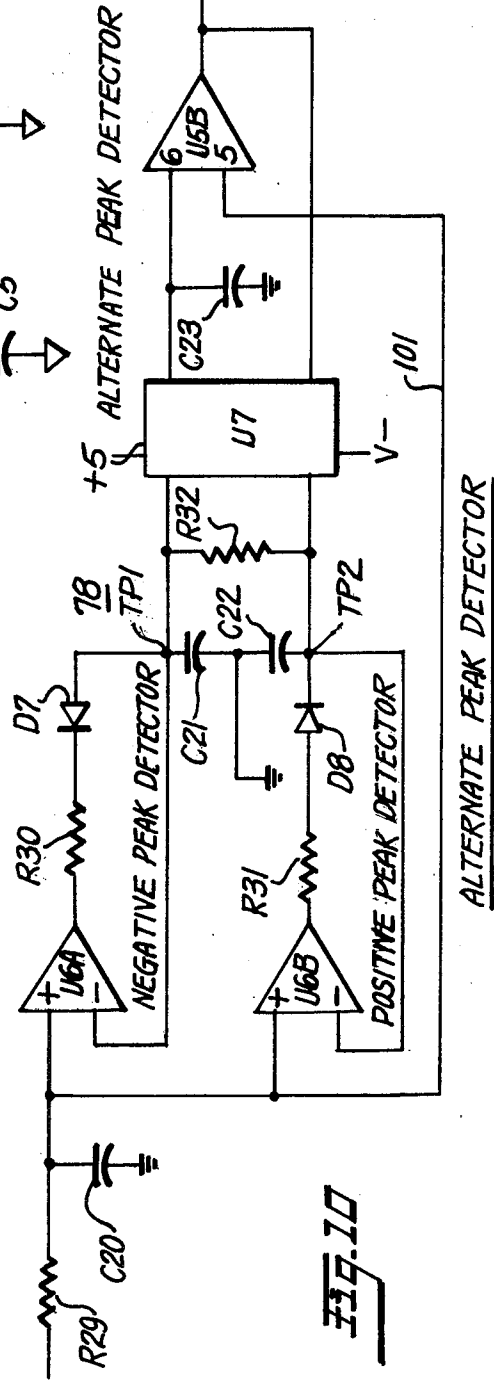 C5
ALTERNATE PEAK DETECTOR
6
U5B
5
C23
+5
U7
V-
101
R32
78
TP1
C21
C22
TP2
D7
R30
NEGATIVE PEAK DETECTOR
+
U6A
-
D8
R31
POSITIVE PEAK DETECTOR
+
U6B
-
C20
R29
ALTERNATE PEAK DETECTOR
Fig. 10